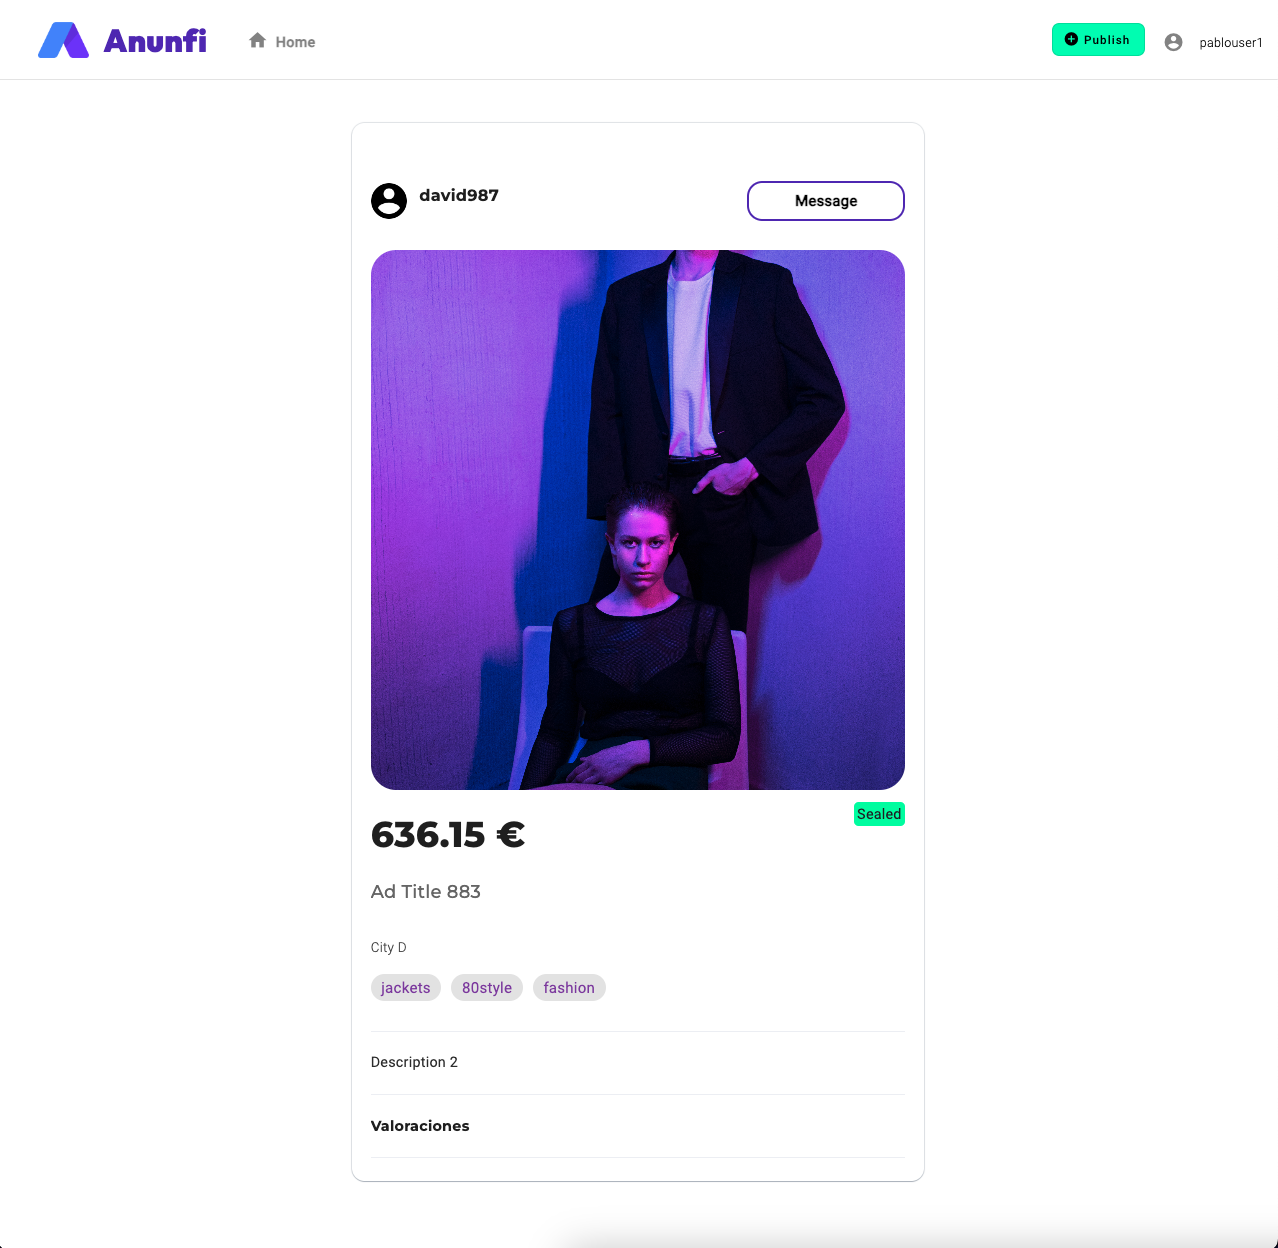 Anunfi
Home
Publish
pablouser1
david987
Message
636.15 €
Sealed
Ad Title 883
City D
jackets 80style fashion
Description 2
Valoraciones